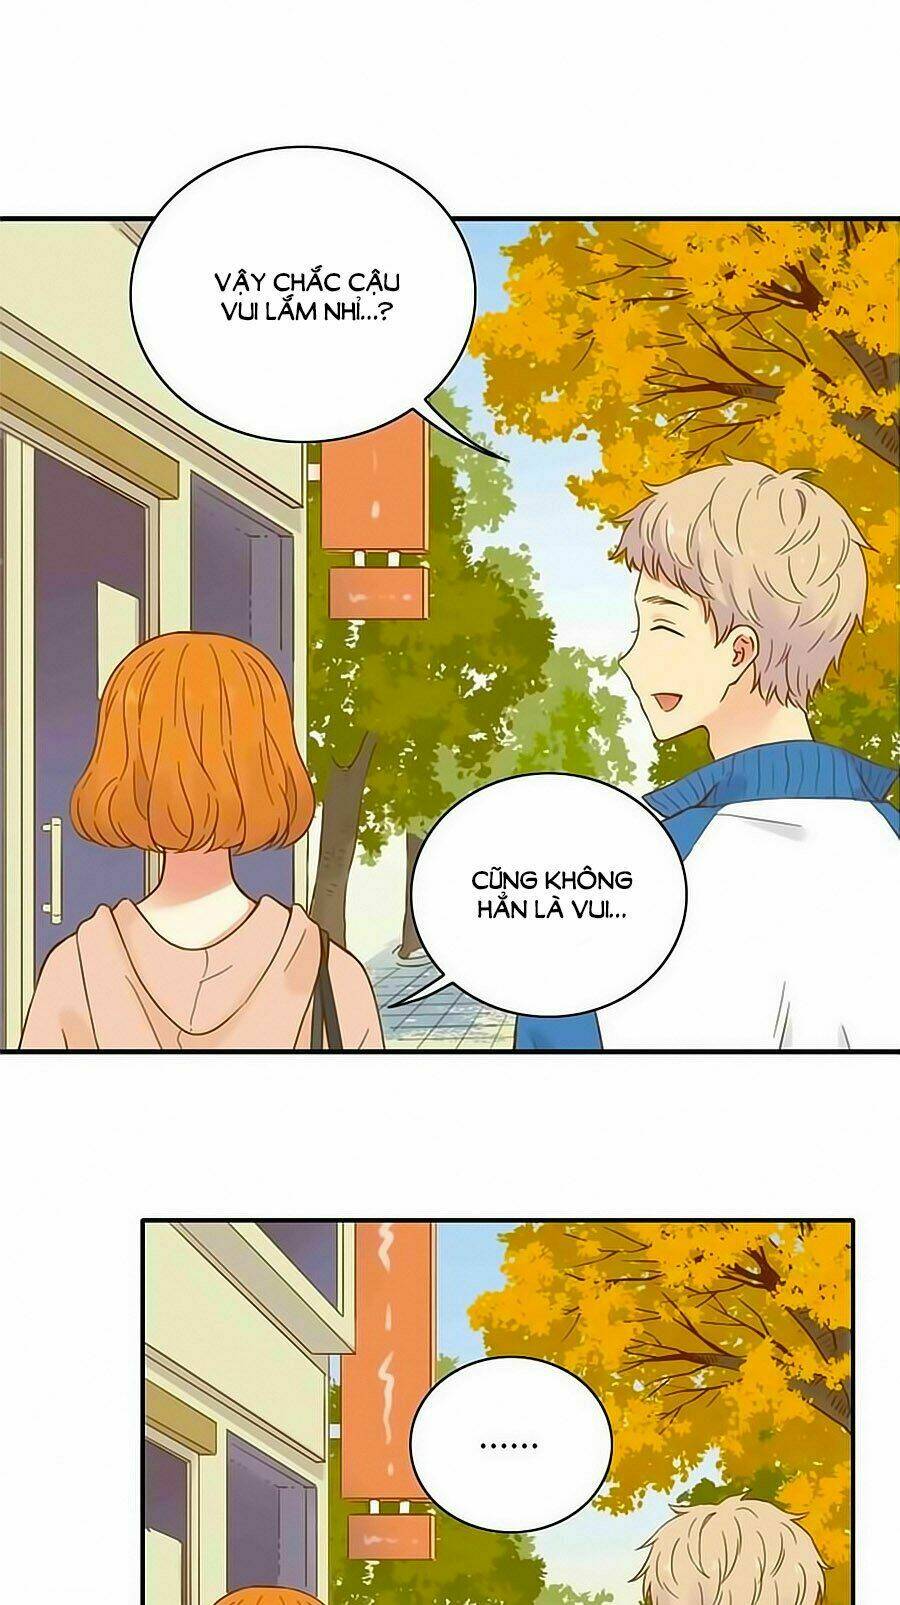 VẬY CHẮC CẬU
VUI LẮM NHỈ...?
CŨNG KHÔNG
HẲN LÀ VUI...
......